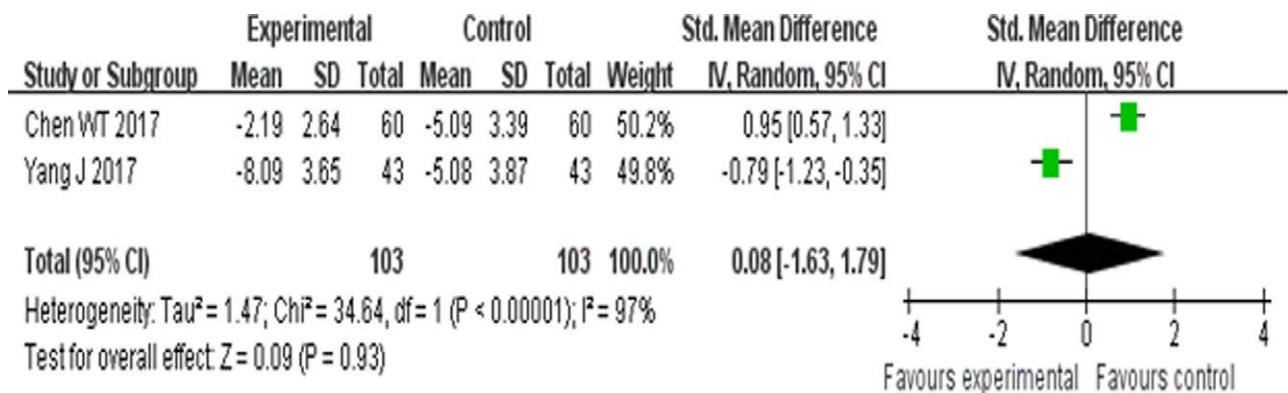 Experimental Control Std. Mean Difference Std. Mean Difference
Study or Subgroup Mean SD Total Mean SD Total Weight IV, Random, 95% CI IV, Random, 95% CI
Chen WT 2017 -2.19 2.64 60 -5.09 3.39 60 50.2% 0.95 [0.57, 1.33]
Yang J 2017 -8.09 3.65 43 -5.08 3.87 43 49.8% -0.79 [-1.23, -0.35]
Total (95% CI) 103 103 100.0% 0.08 [-1.63, 1.79]
Heterogeneity: Tau² = 1.47; Chi² = 34.64, df = 1 (P < 0.00001); I² = 97%
Test for overall effect: Z = 0.09 (P = 0.93)
-4 -2 0 2 4
Favours experimental Favours control